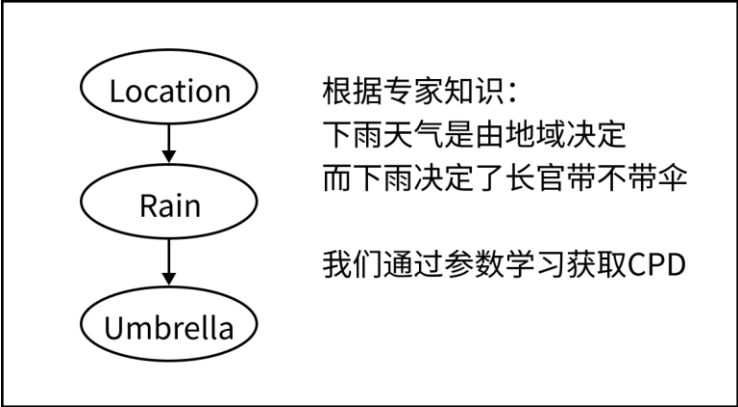 Location
Rain
Umbrella
根据专家知识：
下雨天气是由地域决定
而下雨决定了长官带不带伞
我们通过参数学习获取CPD